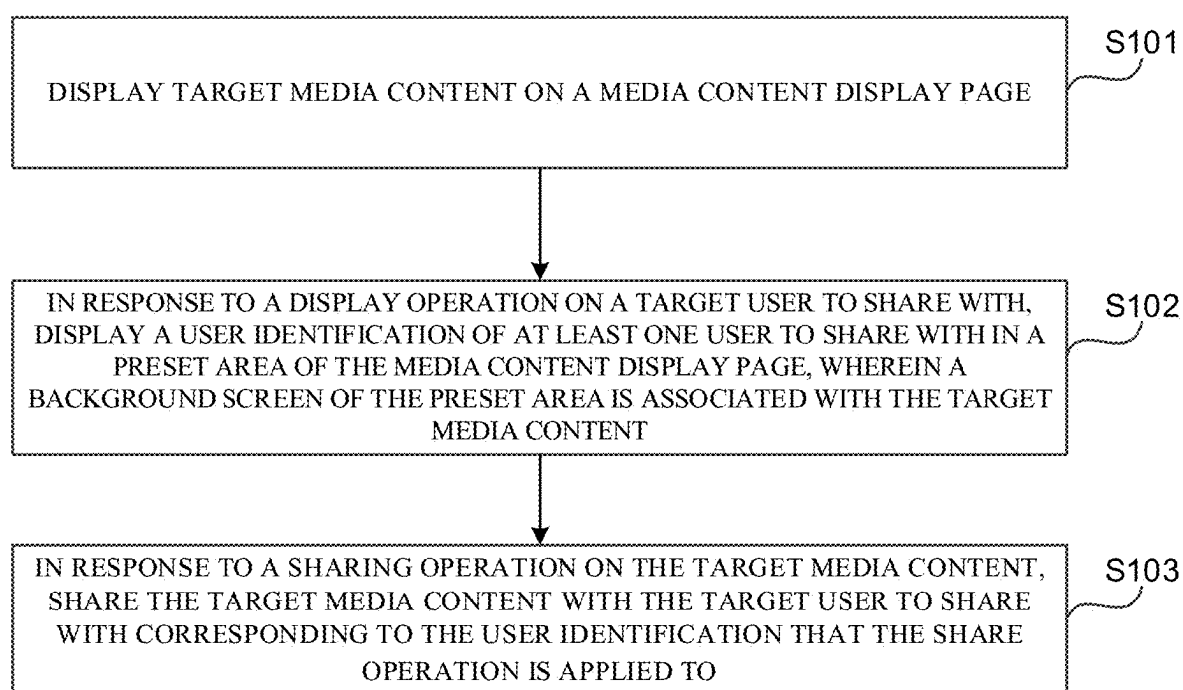 S101
DISPLAY TARGET MEDIA CONTENT ON A MEDIA CONTENT DISPLAY PAGE
S102
IN RESPONSE TO A DISPLAY OPERATION ON A TARGET USER TO SHARE WITH,
DISPLAY A USER IDENTIFICATION OF AT LEAST ONE USER TO SHARE WITH IN A
PRESET AREA OF THE MEDIA CONTENT DISPLAY PAGE, WHEREIN A
BACKGROUND SCREEN OF THE PRESET AREA IS ASSOCIATED WITH THE TARGET
MEDIA CONTENT
S103
IN RESPONSE TO A SHARING OPERATION ON THE TARGET MEDIA CONTENT,
SHARE THE TARGET MEDIA CONTENT WITH THE TARGET USER TO SHARE
WITH CORRESPONDING TO THE USER IDENTIFICATION THAT THE SHARE
OPERATION IS APPLIED TO